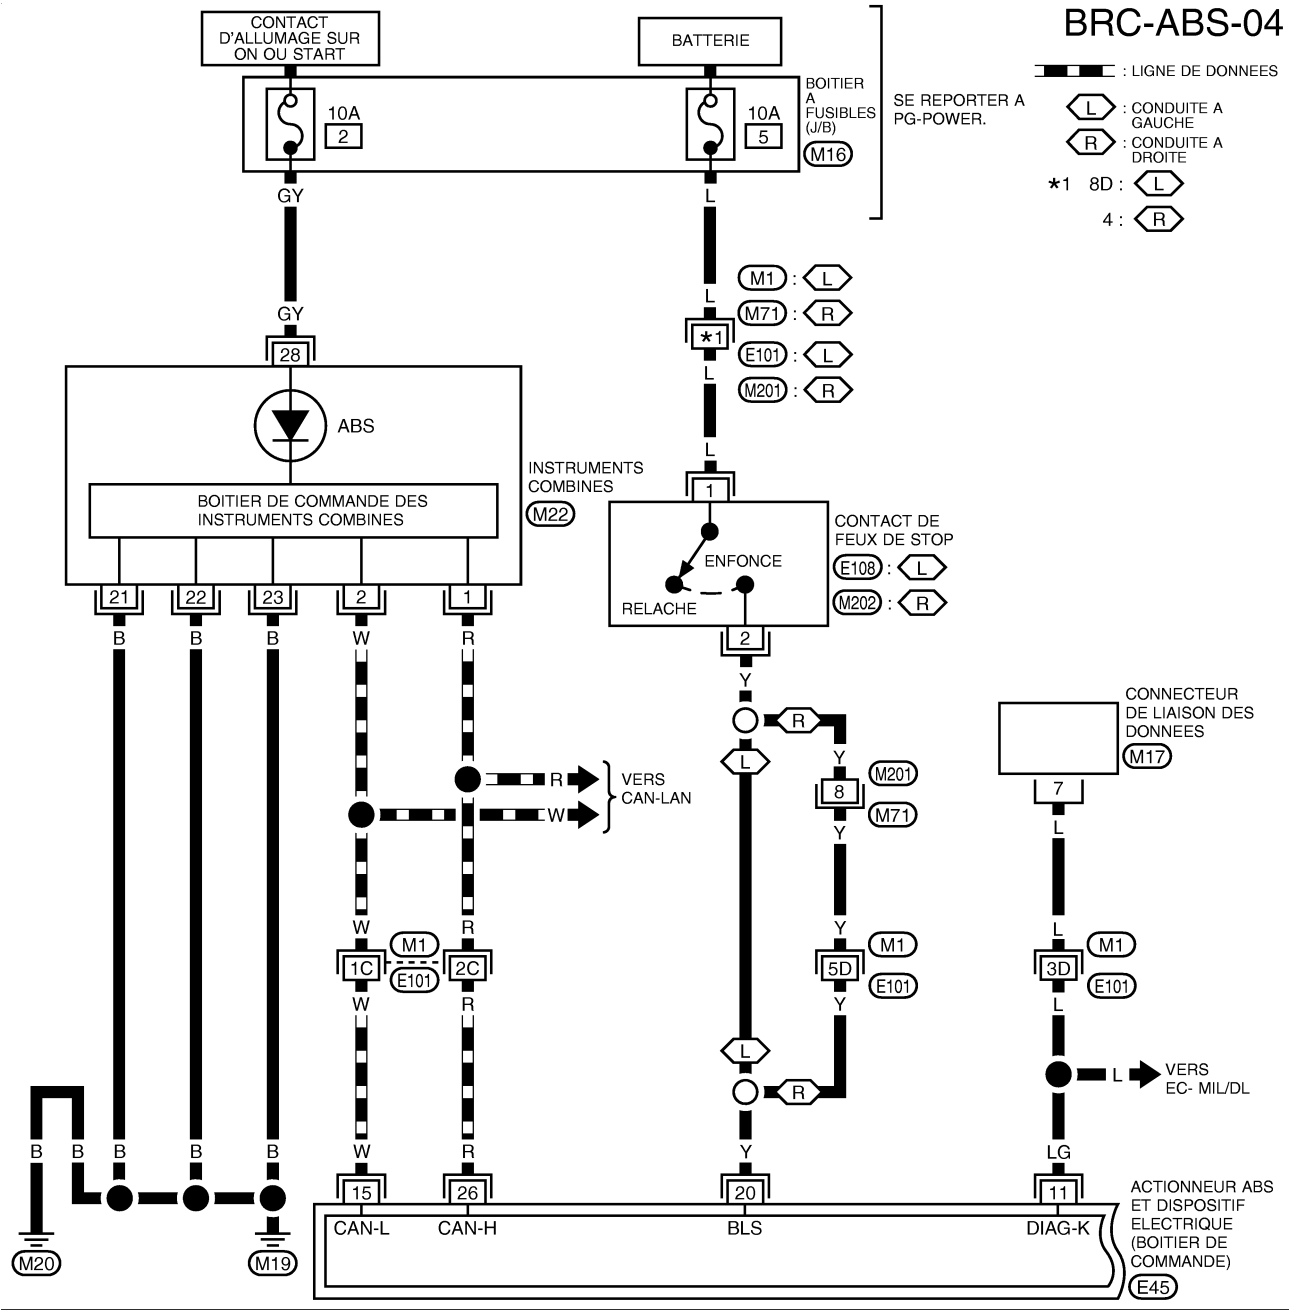 BRC-ABS-04
CONTACT
D'ALLUMAGE SUR
ON OU START
BATTERIE
: LIGNE DE DONNEES
L : CONDUITE A
GAUCHE
R : CONDUITE A
DROITE
*1 8D : L
4 : R
10A
2
10A
5
BOITIER
A
FUSIBLES
(J/B)
M16
SE REPORTER A
PG-POWER.
GY
L
GY
L
M1 : L
M71 : R
*1
E101 : L
M201 : R
L
L
28
ABS
BOITIER DE COMMANDE DES
INSTRUMENTS COMBINES
INSTRUMENTS
COMBINES
M22
1
ENFONCE
RELACHE
CONTACT DE
FEUX DE STOP
E108 : L
M202 : R
21
22
23
2
1
2
B
B
B
W
R
Y
R
L
Y
CONNECTEUR
DE LIAISON DES
DONNEES
M17
7
R
W
VERS
CAN-LAN
M201
8
M71
Y
L
W
R
Y
L
1C
M1
E101
2C
5D
M1
E101
3D
M1
E101
W
R
Y
L
L
R
L
VERS
EC- MIL/DL
B
B
B
B
B
W
R
Y
LG
15
26
20
11
CAN-L
CAN-H
BLS
DIAG-K
M20
M19
ACTIONNEUR ABS
ET DISPOSITIF
ELECTRIQUE
(BOITIER DE
COMMANDE)
E45